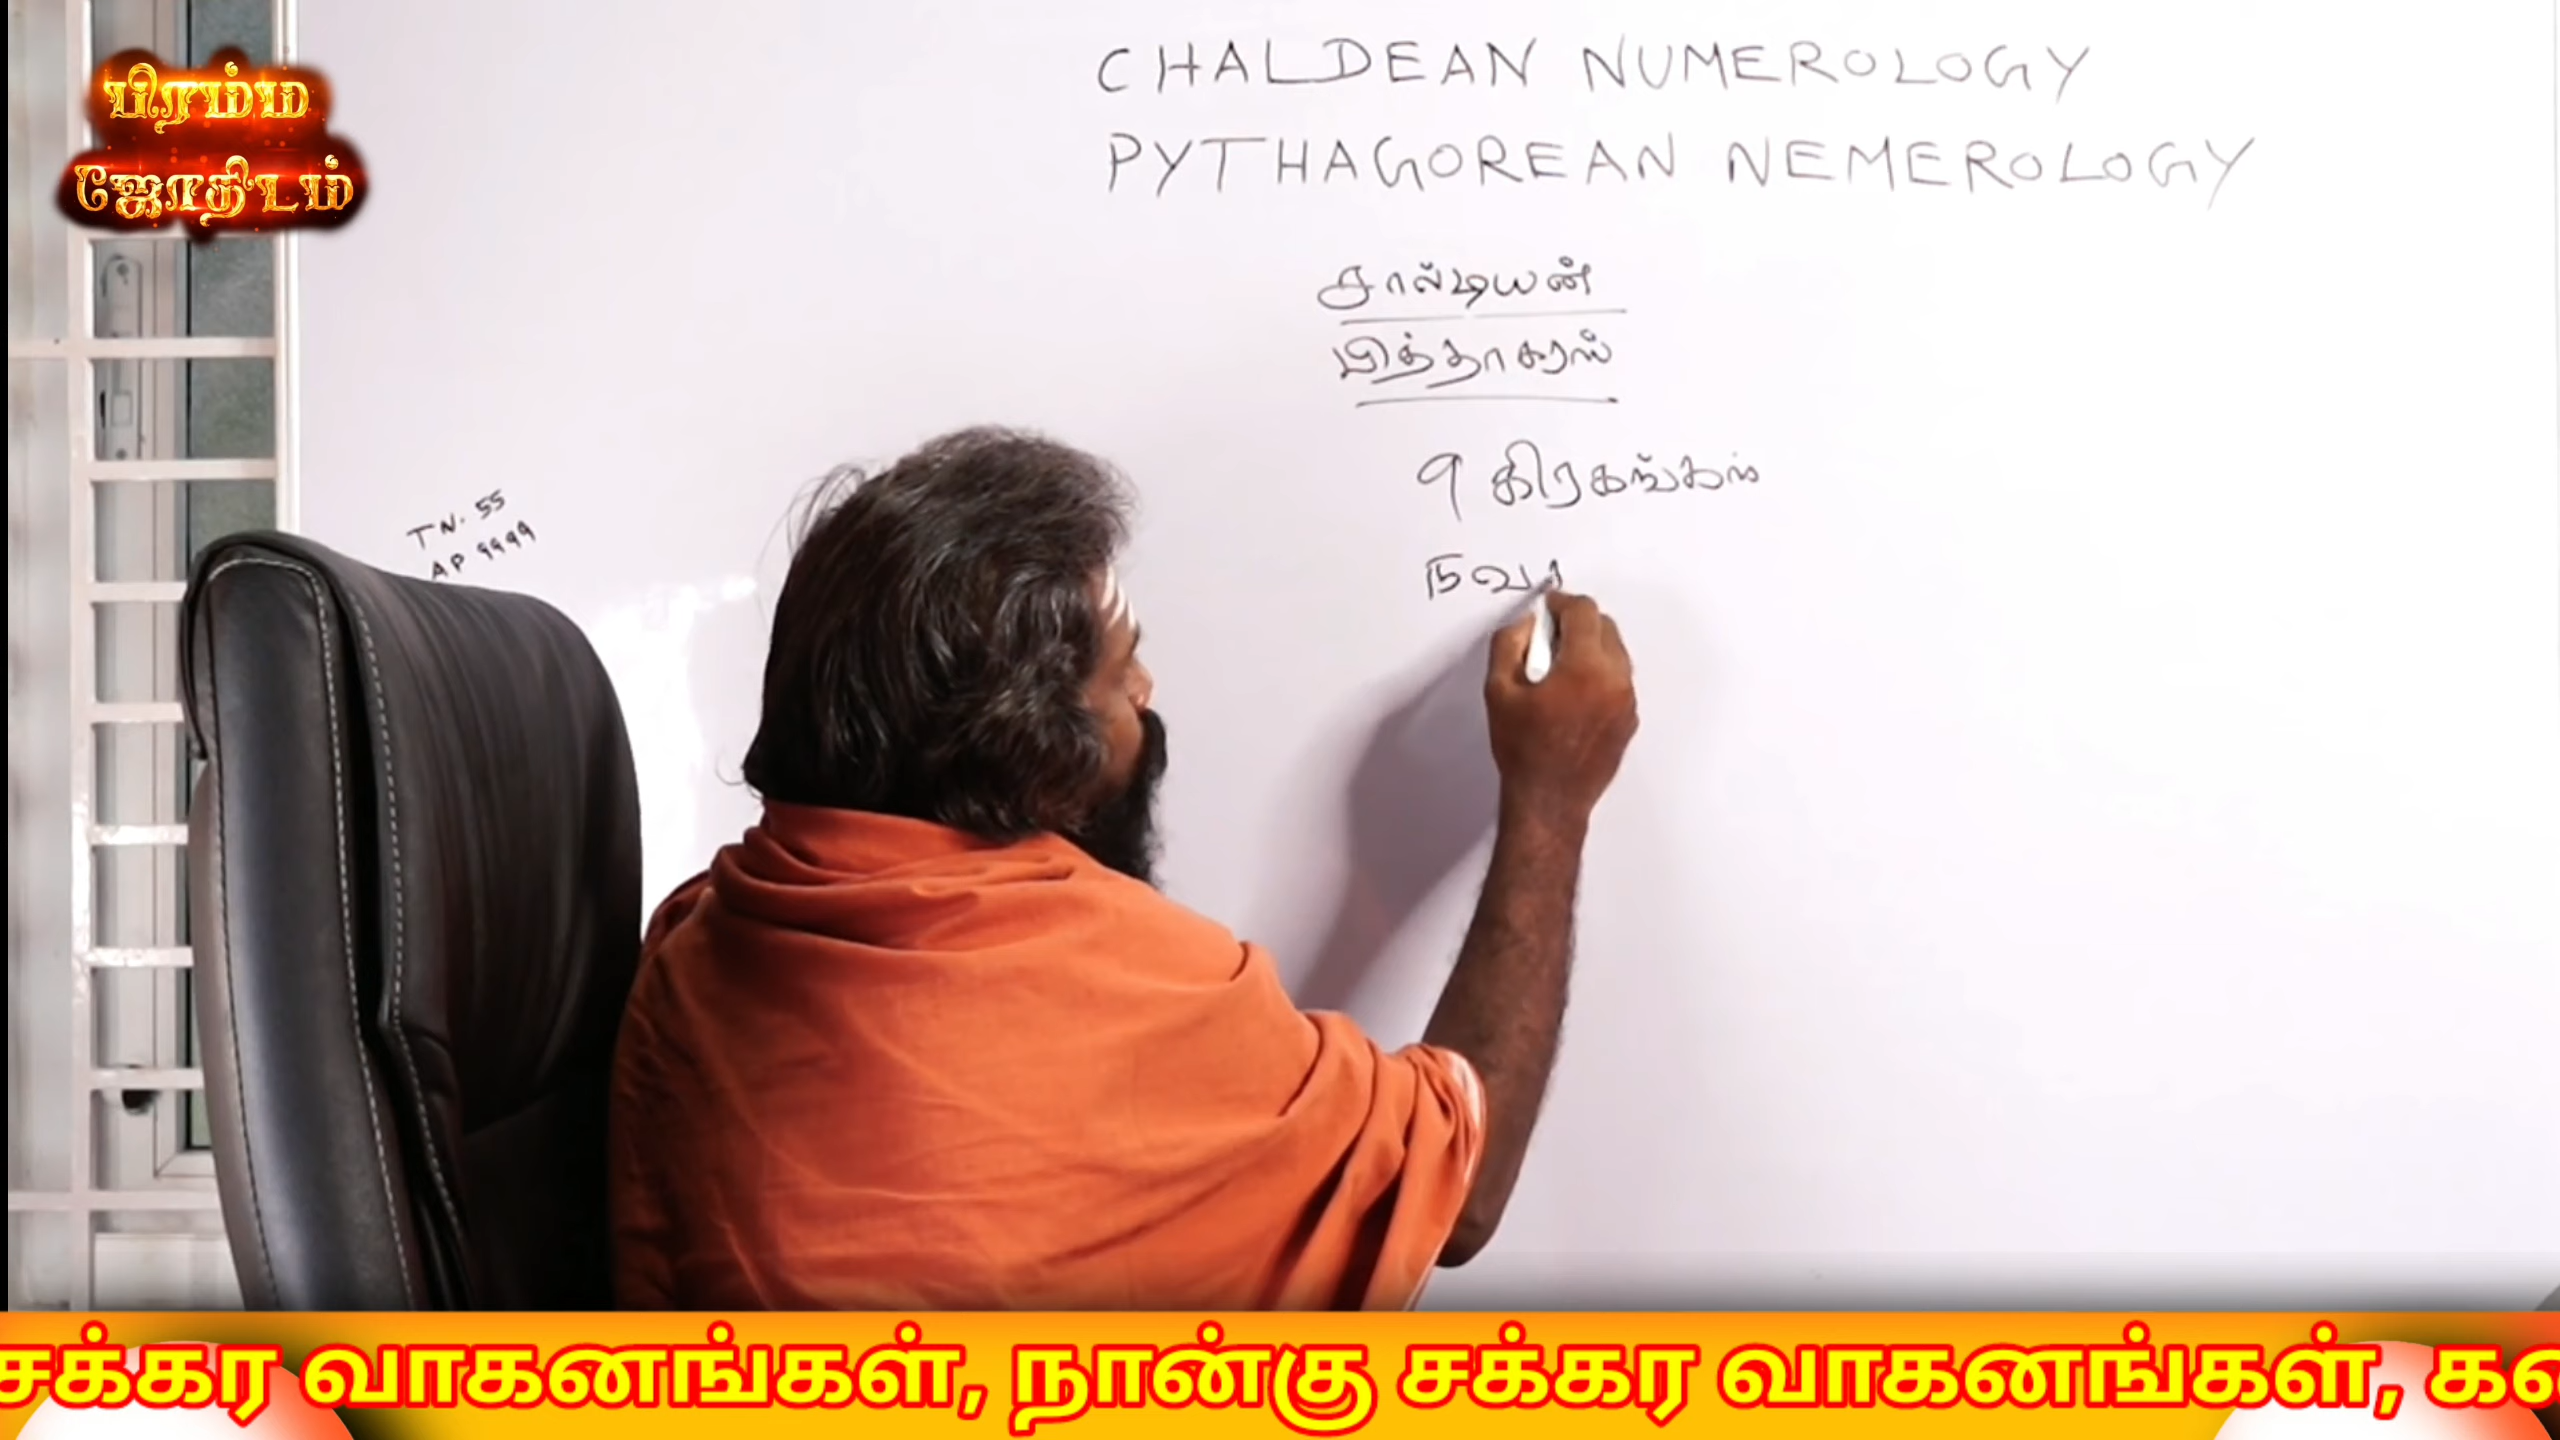 பிரம்ம
ஜோதிடம்
CHALDEAN NUMEROLOGY
PYTHAGOREAN NEMEROLOGY
சால்டியன்
பித்தாகரஸ்
9 கிரகங்கள்
நவ
TN. 55
AP 9999
சக்கர வாகனங்கள், நான்கு சக்கர வாகனங்கள்,